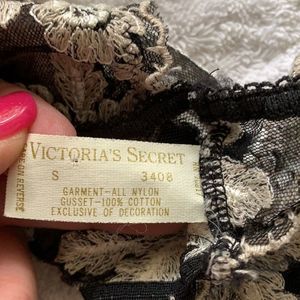 VICTORIA'S SECRET
S 3408
GARMENT-ALL NYLON
GUSSET-100% COTTON
EXCLUSIVE OF DECORATION